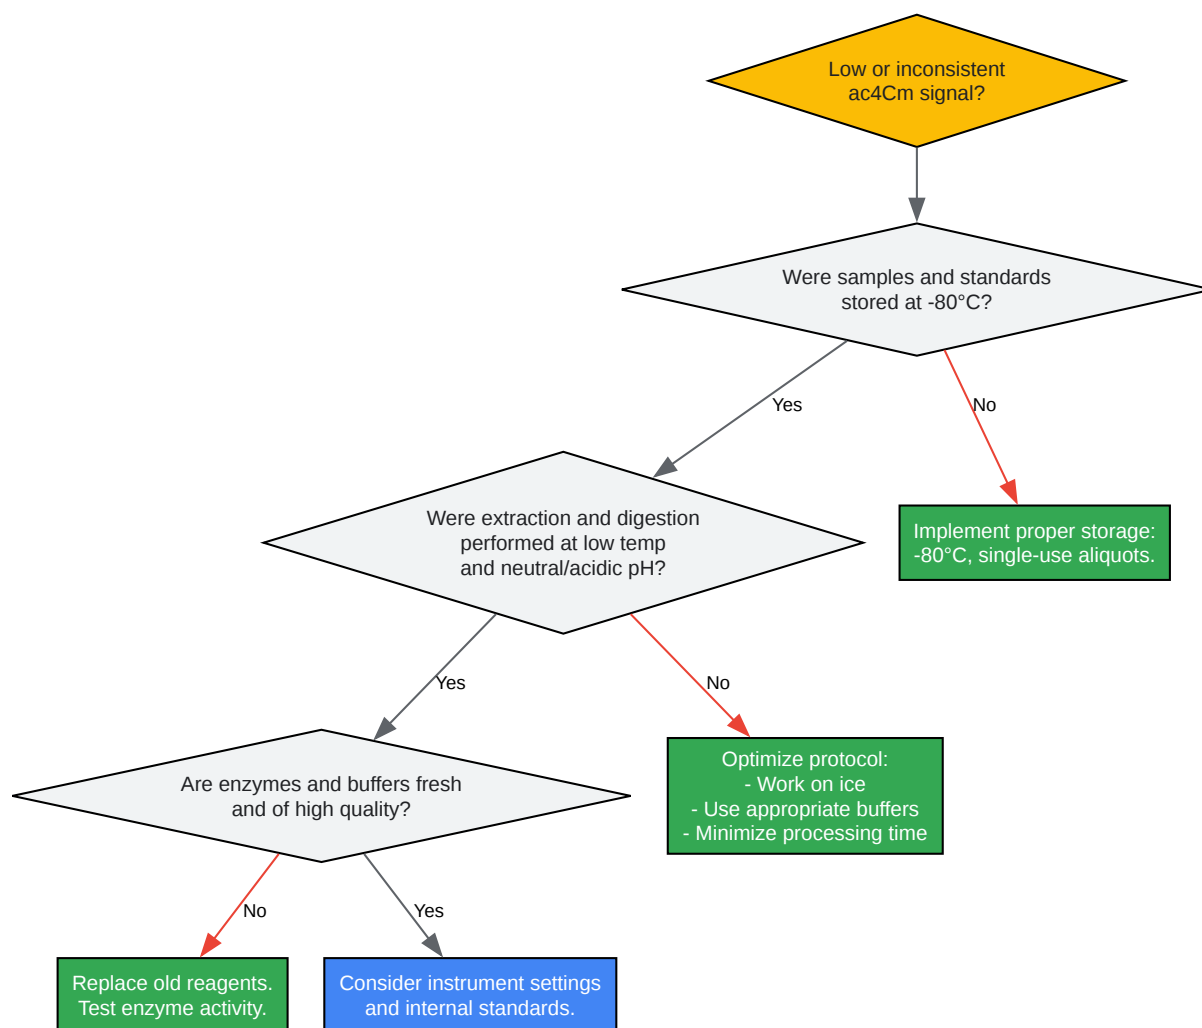 Low or inconsistent
ac4Cm signal?
Were samples and standards
stored at -80°C?
Yes
No
Were extraction and digestion
performed at low temp
and neutral/acidic pH?
Implement proper storage:
-80°C, single-use aliquots.
Yes
No
Are enzymes and buffers fresh
and of high quality?
Optimize protocol:
- Work on ice
- Use appropriate buffers
- Minimize processing time
No
Yes
Replace old reagents.
Test enzyme activity.
Consider instrument settings
and internal standards.